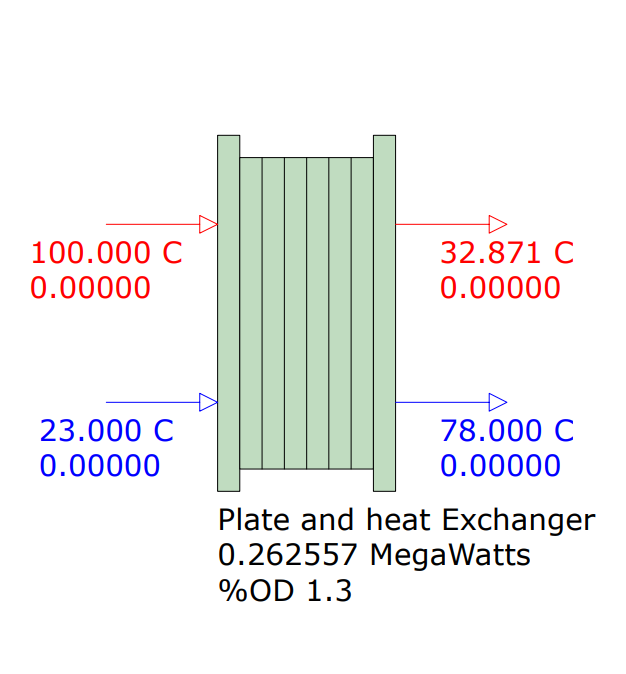 100.000 C
0.00000
32.871 C
0.00000
23.000 C
0.00000
78.000 C
0.00000
Plate and heat Exchanger
0.262557 MegaWatts
%OD 1.3